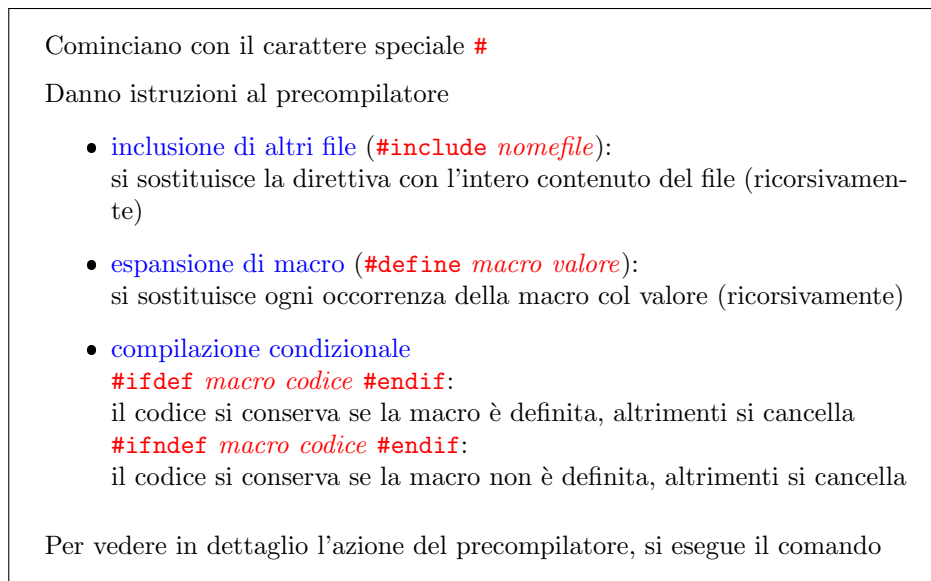 Cominciano con il carattere speciale #
Danno istruzioni al precompilatore
• inclusione di altri file (#include nomefile):
si sostituisce la direttiva con l'intero contenuto del file (ricorsivamen-
te)
• espansione di macro (#define macro valore):
si sostituisce ogni occorrenza della macro col valore (ricorsivamente)
• compilazione condizionale
#ifdef macro codice #endif:
il codice si conserva se la macro è definita, altrimenti si cancella
#ifndef macro codice #endif:
il codice si conserva se la macro non è definita, altrimenti si cancella
Per vedere in dettaglio l'azione del precompilatore, si esegue il comando